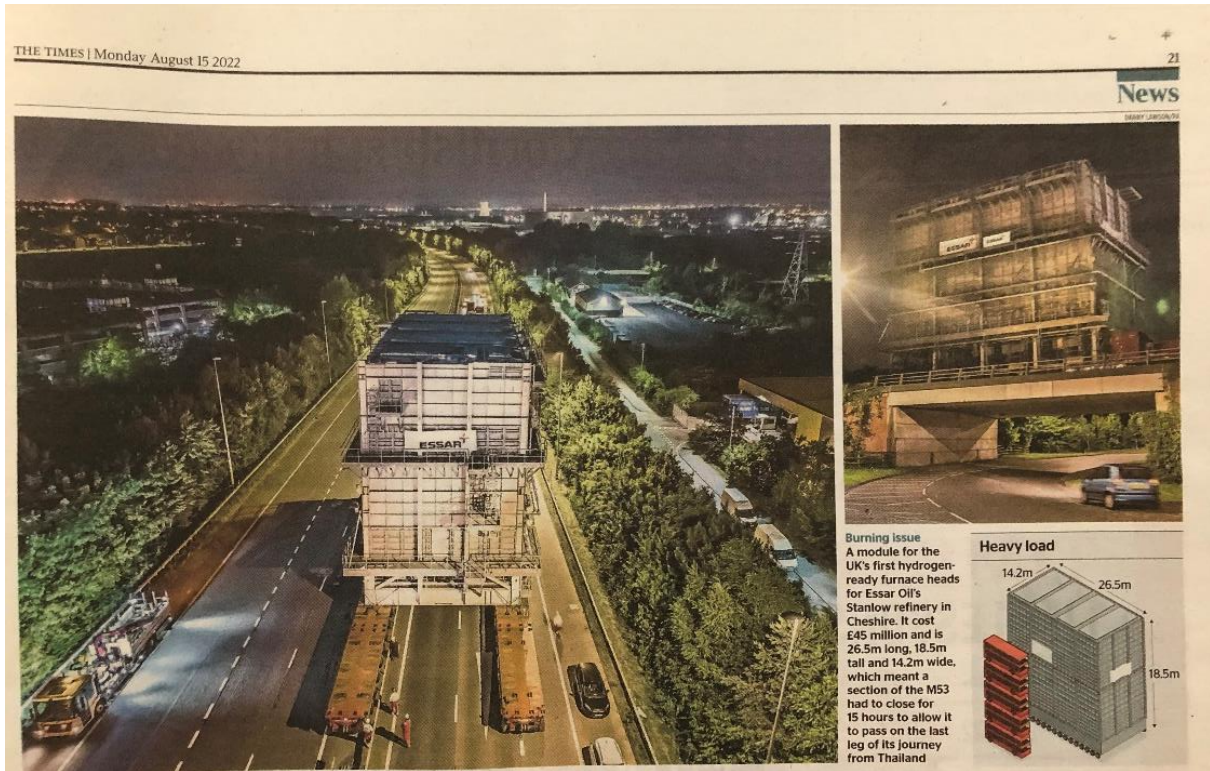 THE TIMES | Monday August 15 2022
21
News
DANNY LAWSON/PA
ESSAR
ESSAR
Burning issue
A module for the
UK's first hydrogen-
ready furnace heads
for Essar Oil's
Stanlow refinery in
Cheshire. It cost
£45 million and is
26.5m long, 18.5m
tall and 14.2m wide,
which meant a
section of the M53
had to close for
15 hours to allow it
to pass on the last
leg of its journey
from Thailand
Heavy load
14.2m
26.5m
18.5m